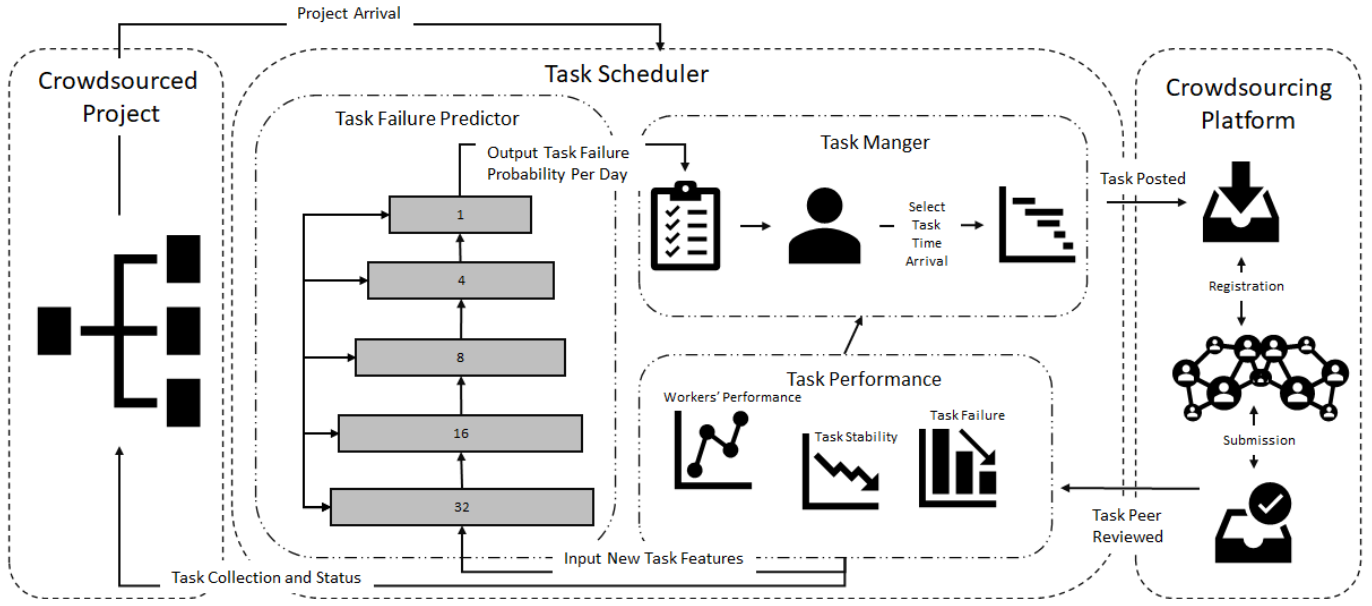 Project Arrival
Crowdsourced
Project
Task Scheduler
Task Failure Predictor
Output Task Failure
Probability Per Day
1
4
8
16
32
Task Manger
Select
Task
Time
Arrival
Task Performance
Workers' Performance
Task Stability
Task Failure
Input New Task Features
Task Collection and Status
Task Posted
Crowdsourcing
Platform
Registration
Submission
Task Peer
Reviewed